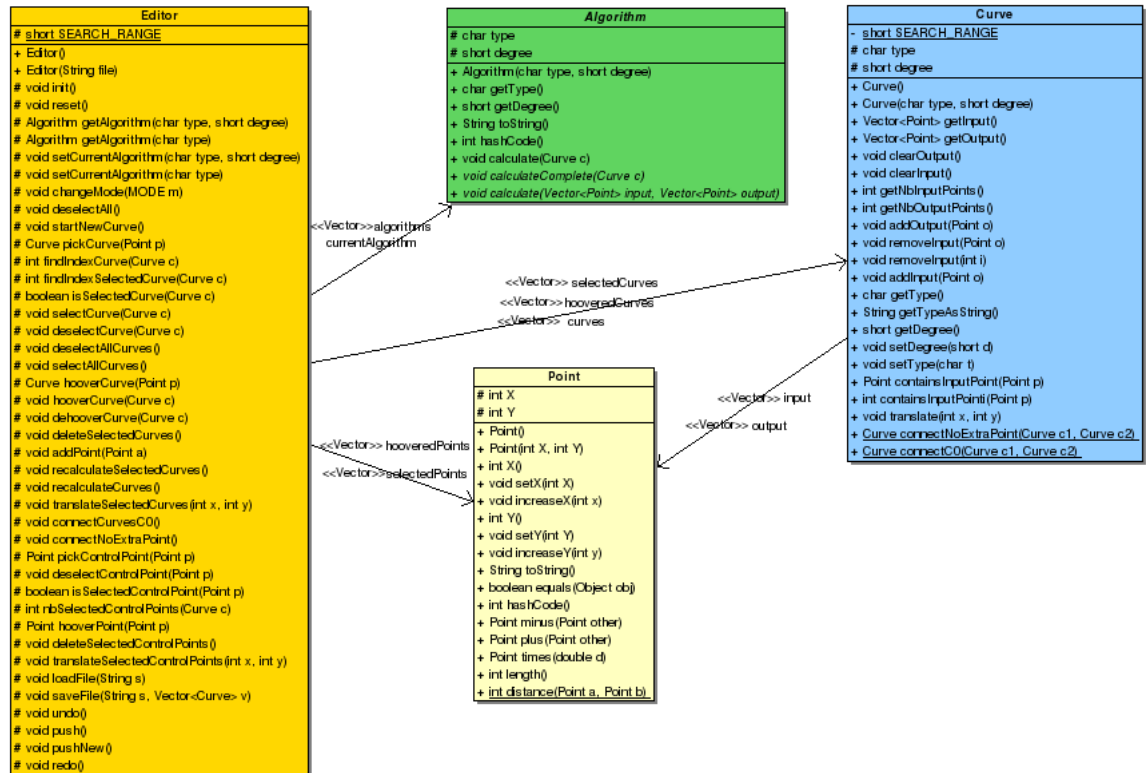 Editor
# short SEARCH_RANGE
+ Editor()
+ Editor(String file)
# void init()
# void reset()
# Algorithm getAlgorithm(char type, short degree)
# Algorithm getAlgorithm(char type)
# void setCurrentAlgorithm(char type, short degree)
# void setCurrentAlgorithm(char type)
# void changeMode(MODE m)
# void deselectAll()
# void startNewCurve()
# Curve pickCurve(Point p)
# int findIndexCurve(Curve c)
# int findIndexSelectedCurve(Curve c)
# boolean isSelectedCurve(Curve c)
# void selectCurve(Curve c)
# void deselectCurve(Curve c)
# void deselectAllCurves()
# void selectAllCurves()
# Curve hooverCurve(Point p)
# void hooverCurve(Curve c)
# void dehooverCurve(Curve c)
# void deleteSelectedCurves()
# void addPoint(Point a)
# void recalculateSelectedCurves()
# void recalculateCurves()
# void translateSelectedCurves(int x, int y)
# void connectCurvesC0()
# void connectNoExtraPoint()
# Point pickControlPoint(Point p)
# void deselectControlPoint(Point p)
# boolean isSelectedControlPoint(Point p)
# int nbSelectedControlPoints(Curve c)
# Point hooverPoint(Point p)
# void deleteSelectedControlPoints()
# void translateSelectedControlPoints(int x, int y)
# void loadFile(String s)
# void saveFile(String s, Vector<Curve> v)
# void undo()
# void push()
# void pushNew()
# void redo()
Algorithm
# char type
# short degree
+ Algorithm(char type, short degree)
+ char getType()
+ short getDegree()
+ String toString()
+ int hashCode()
+ void calculate(Curve c)
+ void calculateComplete(Curve c)
+ void calculate(Vector<Point> input, Vector<Point> output)
<<Vector>>algorithms
currentAlgorithm
<<Vector>> selectedCurves
<<Vector>> hooveredCurves
<<Vector>> curves
Point
# int X
# int Y
+ Point()
+ Point(int X, int Y)
+ int X()
+ void setX(int X)
+ void increaseX(int x)
+ int Y()
+ void setY(int Y)
+ void increaseY(int y)
+ String toString()
+ boolean equals(Object obj)
+ int hashCode()
+ Point minus(Point other)
+ Point plus(Point other)
+ Point times(double d)
+ int length()
+ int distance(Point a, Point b)
<<Vector>> hooveredPoints
<<Vector>>selectedPoints
Curve
- short SEARCH_RANGE
# char type
# short degree
+ Curve()
+ Curve(char type, short degree)
+ Vector<Point> getInput()
+ Vector<Point> getOutput()
+ void clearOutput()
+ void clearInput()
+ int getNbInputPoints()
+ int getNbOutputPoints()
+ void addOutput(Point o)
+ void removeInput(Point o)
+ void removeInput(int i)
+ void addInput(Point o)
+ char getType()
+ String getTypeAsString()
+ short getDegree()
+ void setDegree(short d)
+ void setType(char t)
+ Point containsInputPoint(Point p)
+ int containsInputPointi(Point p)
+ void translate(int x, int y)
+ Curve connectNoExtraPoint(Curve c1, Curve c2)
+ Curve connectC0(Curve c1, Curve c2)
<<Vector>> input
<<Vector>> output